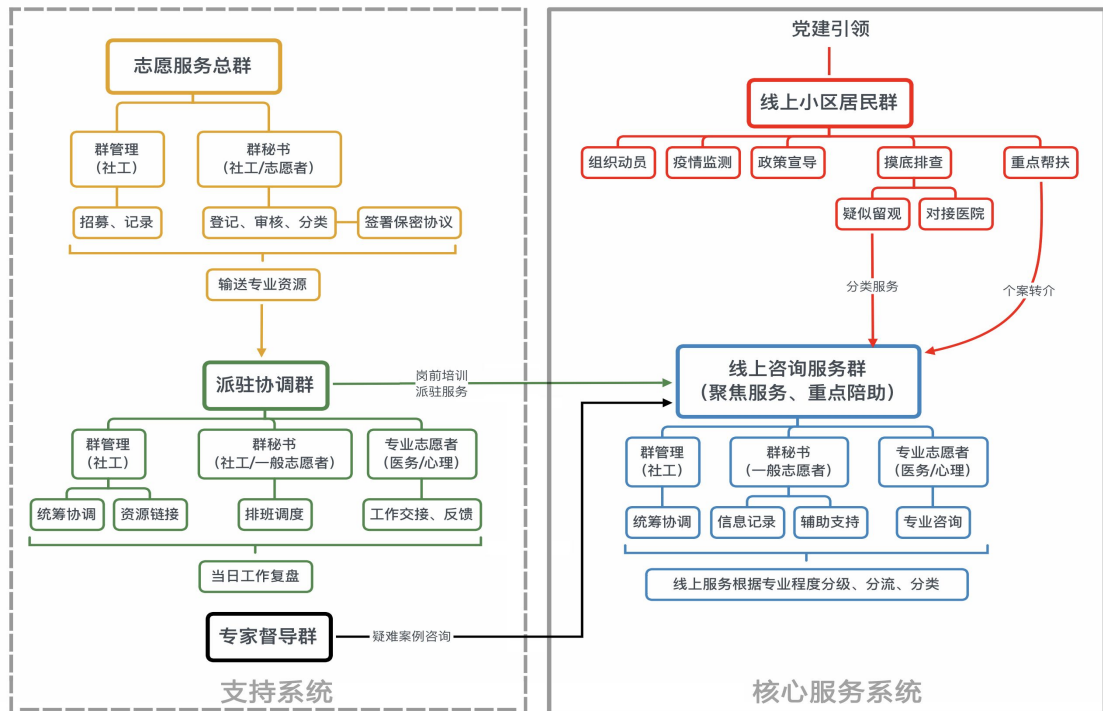 志愿服务总群
群管理
(社工)
群秘书
(社工/志愿者)
招募、记录
登记、审核、分类
签署保密协议
输送专业资源
派驻协调群
岗前培训
派驻服务
群管理
(社工)
群秘书
(社工/一般志愿者)
专业志愿者
(医务/心理)
统筹协调
资源链接
排班调度
工作交接、反馈
当日工作复盘
专家督导群
疑难案例咨询
支持系统
党建引领
线上小区居民群
组织动员
疫情监测
政策宣导
摸底排查
重点帮扶
疑似留观
对接医院
分类服务
个案转介
线上咨询服务群
(聚焦服务、重点陪助)
群管理
(社工)
群秘书
(一般志愿者)
专业志愿者
(医务/心理)
统筹协调
信息记录
辅助支持
专业咨询
线上服务根据专业程度分级、分流、分类
核心服务系统